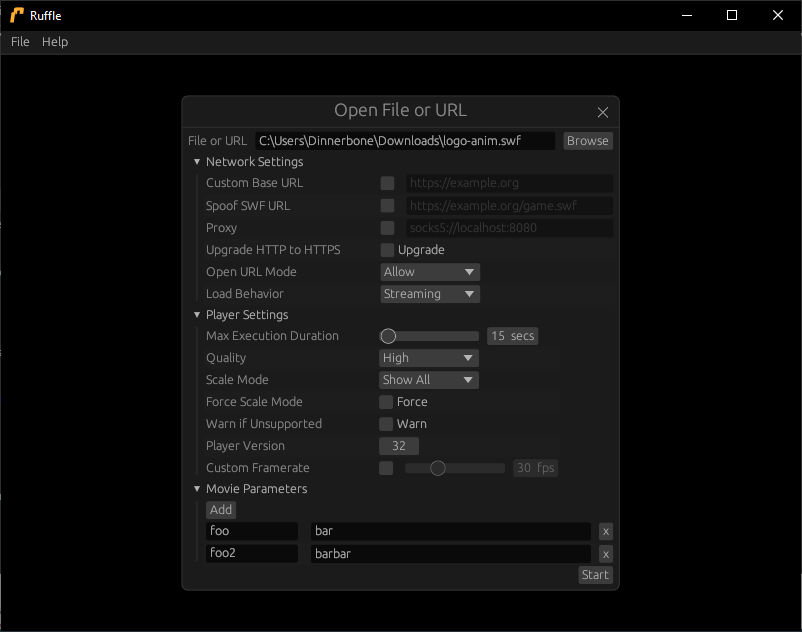 Ruffle
File Help
Open File or URL
File or URL C:\Users\Dinnerbone\Downloads\logo-anim.swf Browse
Network Settings
Custom Base URL https://example.org
Spoof SWF URL https://example.org/game.swf
Proxy socks5://localhost:8080
Upgrade HTTP to HTTPS Upgrade
Open URL Mode Allow
Load Behavior Streaming
Player Settings
Max Execution Duration 15 secs
Quality High
Scale Mode Show All
Force Scale Mode Force
Warn if Unsupported Warn
Player Version 32
Custom Framerate 30 fps
Movie Parameters
Add
foo bar x
foo2 barbar x
Start